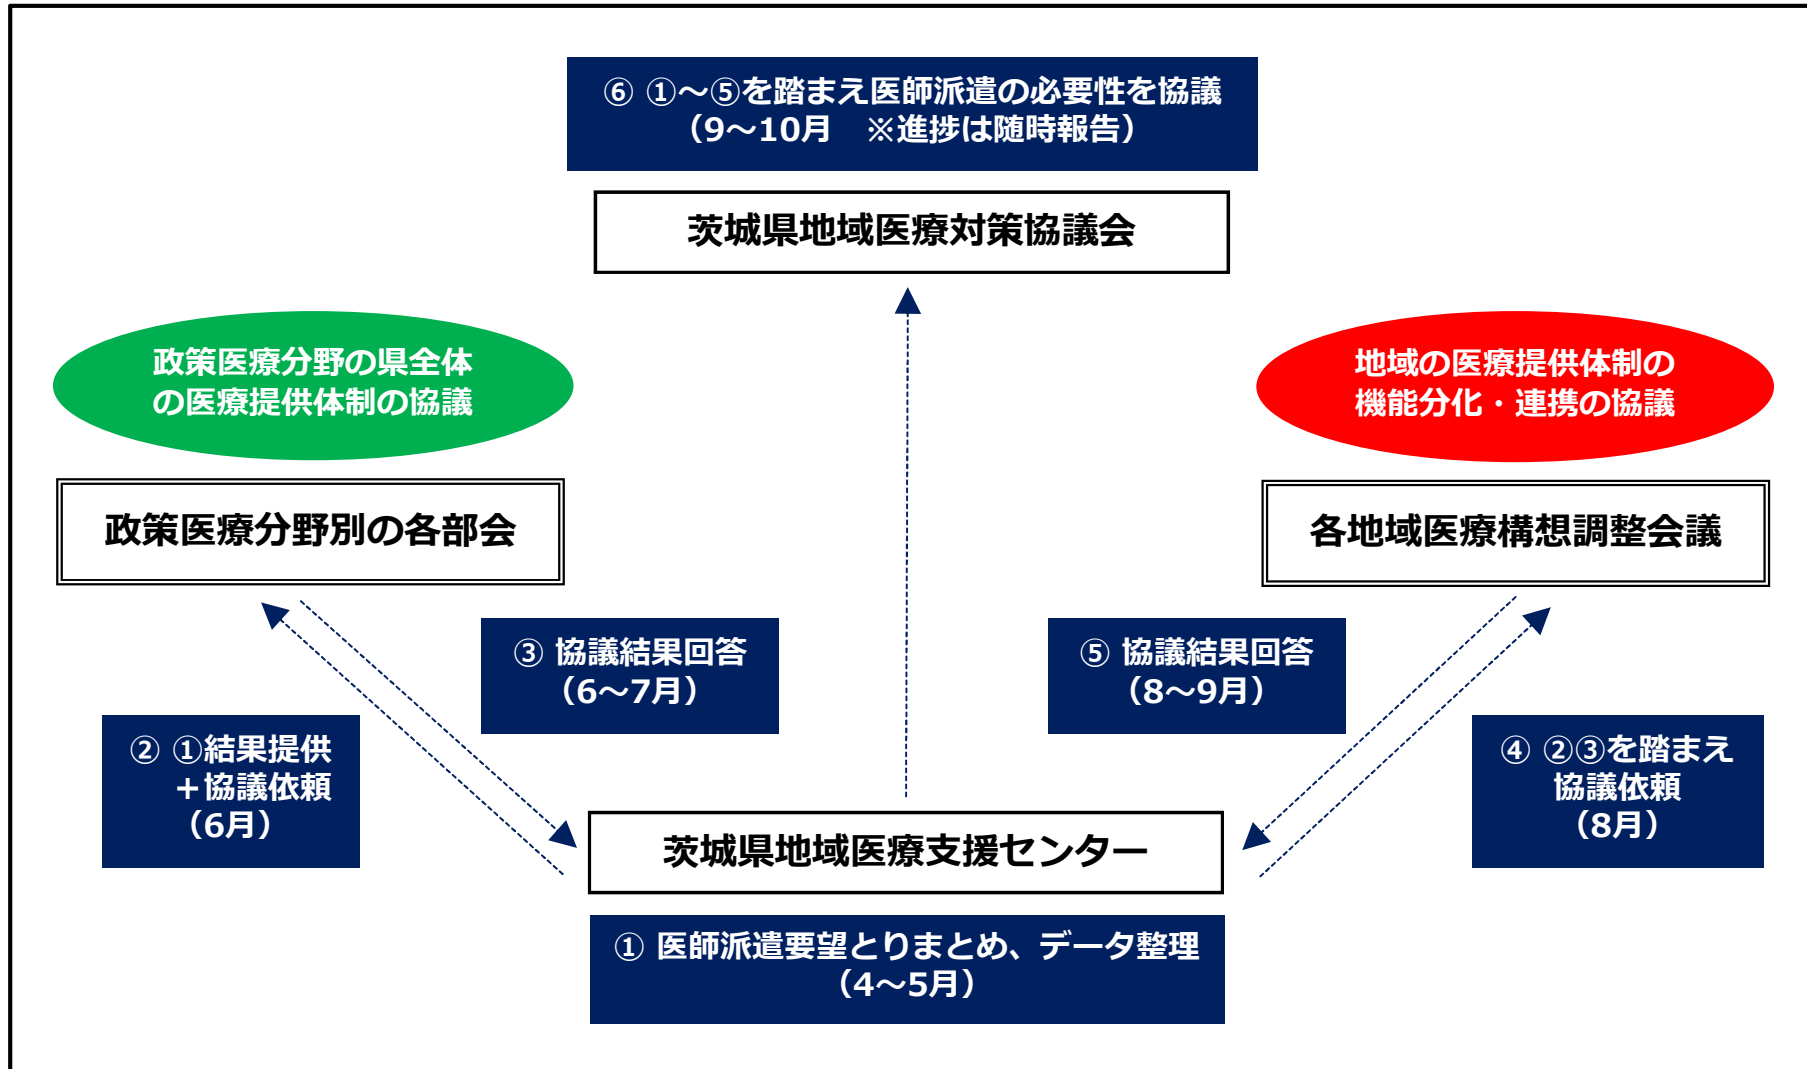 ⑥ ①～⑤を踏まえ医師派遣の必要性を協議
（9～10月　※進捗は随時報告）
茨城県地域医療対策協議会
政策医療分野の県全体
の医療提供体制の協議
地域の医療提供体制の
機能分化・連携の協議
政策医療分野別の各部会
各地域医療構想調整会議
③ 協議結果回答
（6～7月）
⑤ 協議結果回答
（8～9月）
② ①結果提供
＋協議依頼
（6月）
④ ②③を踏まえ
協議依頼
（8月）
茨城県地域医療支援センター
① 医師派遣要望とりまとめ、データ整理
（4～5月）